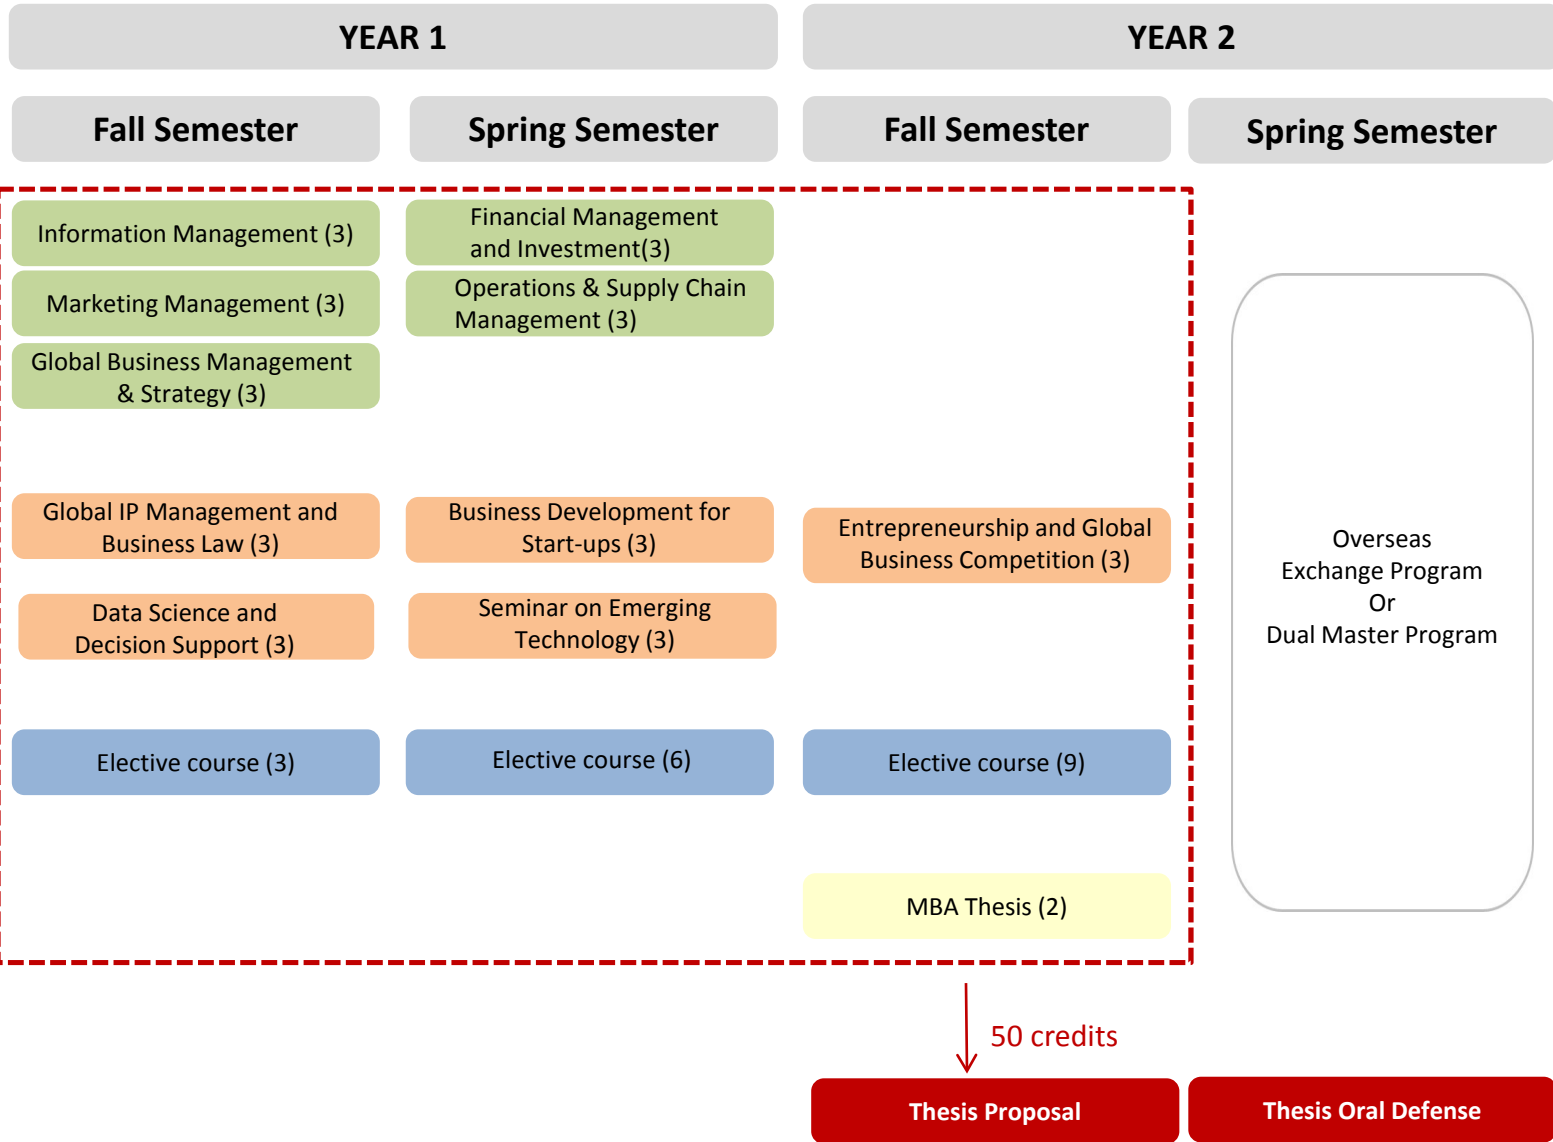 YEAR 1
YEAR 2
Fall Semester
Spring Semester
Fall Semester
Spring Semester
Information Management (3)
Marketing Management (3)
Global Business Management
& Strategy (3)
Financial Management
and Investment(3)
Operations & Supply Chain
Management (3)
Global IP Management and
Business Law (3)
Data Science and
Decision Support (3)
Business Development for
Start-ups (3)
Seminar on Emerging
Technology (3)
Entrepreneurship and Global
Business Competition (3)
Overseas
Exchange Program
Or
Dual Master Program
Elective course (3)
Elective course (6)
Elective course (9)
MBA Thesis (2)
50 credits
Thesis Proposal
Thesis Oral Defense